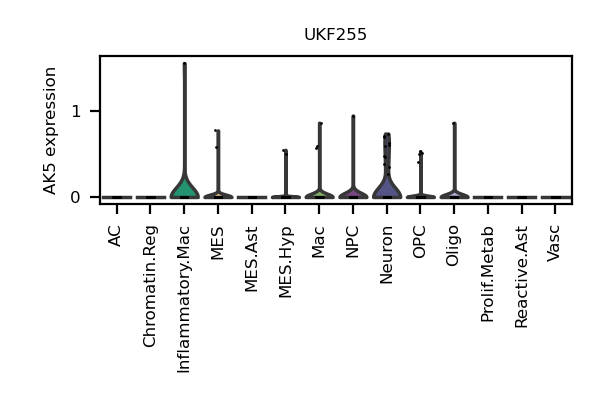 UKF255
AK5 expression
1
0
AC
Chromatin.Reg
Inflammatory.Mac
MES
MES.Ast
MES.Hyp
Mac
NPC
Neuron
OPC
Oligo
Prolif.Metab
Reactive.Ast
Vasc